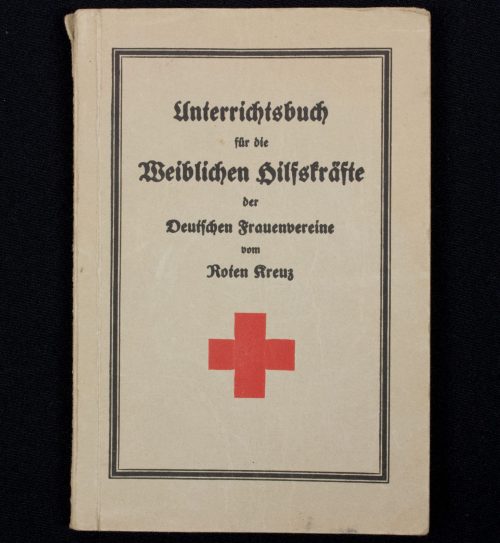 Unterrichtsbuch
für die
Weiblichen Hilfskräfte
der
Deutschen Frauenvereine
vom
Roten Kreuz